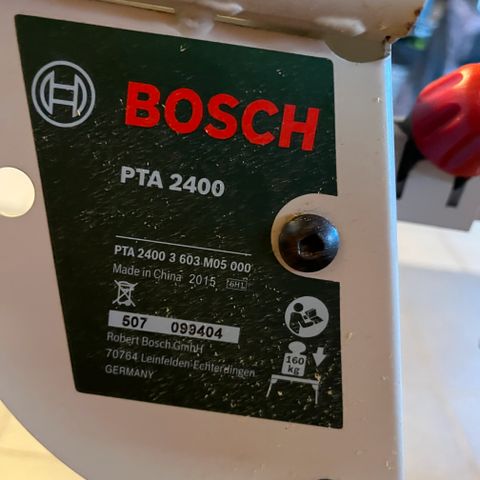 BOSCH
PTA 2400
PTA 2400 3 603 M05 000
Made in China 2015
507 099404
Robert Bosch GmbH
70764 Leinfelden-Echterdingen
GERMANY
160
kg